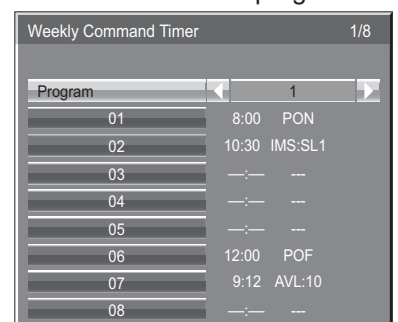 Weekly Command Timer 1/8
Program 1
01 8:00 PON
02 10:30 IMS:SL1
03 —:— ---
04 —:— ---
05 —:— ---
06 12:00 POF
07 9:12 AVL:10
08 —:— ---